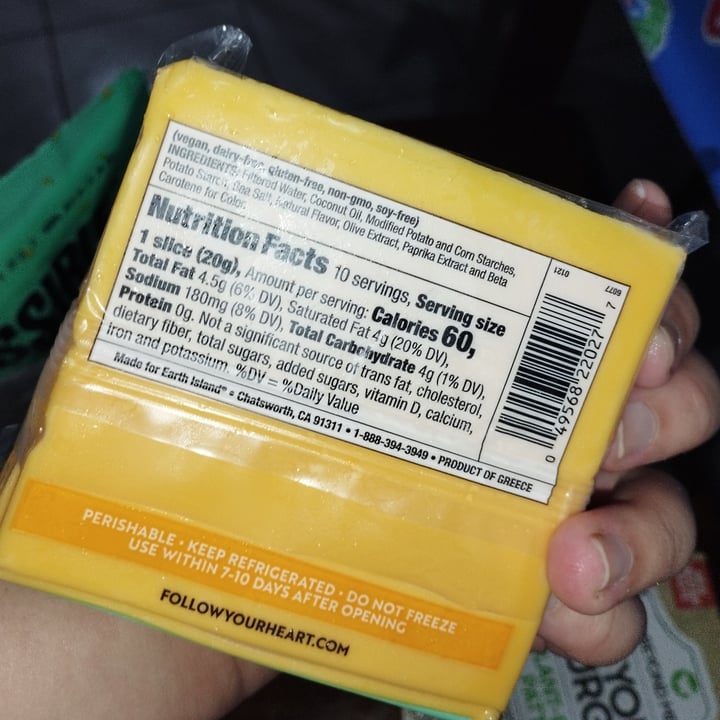 (vegan, dairy-free, gluten-free, non-gmo, soy-free)
INGREDIENTS: Filtered Water, Coconut Oil, Modified Potato and Corn Starches,
Potato Starch, Sea Salt, Natural Flavor, Olive Extract, Paprika Extract and Beta
Carotene for Color.
Nutrition Facts 10 servings, Serving size
1 slice (20g), Amount per serving: Calories 60,
Total Fat 4.5g (6% DV), Saturated Fat 4g (20% DV),
Sodium 180mg (8% DV), Total Carbohydrate 4g (1% DV),
Protein 0g. Not a significant source of trans fat, cholesterol,
dietary fiber, total sugars, added sugars, vitamin D, calcium,
iron and potassium. %DV = %Daily Value
Made for Earth Island® • Chatsworth, CA 91311 • 1-888-394-3949 • PRODUCT OF GREECE
0121 6077
0 49568 22027 7
PERISHABLE • KEEP REFRIGERATED • DO NOT FREEZE
USE WITHIN 7-10 DAYS AFTER OPENING
FOLLOWYOURHEART.COM